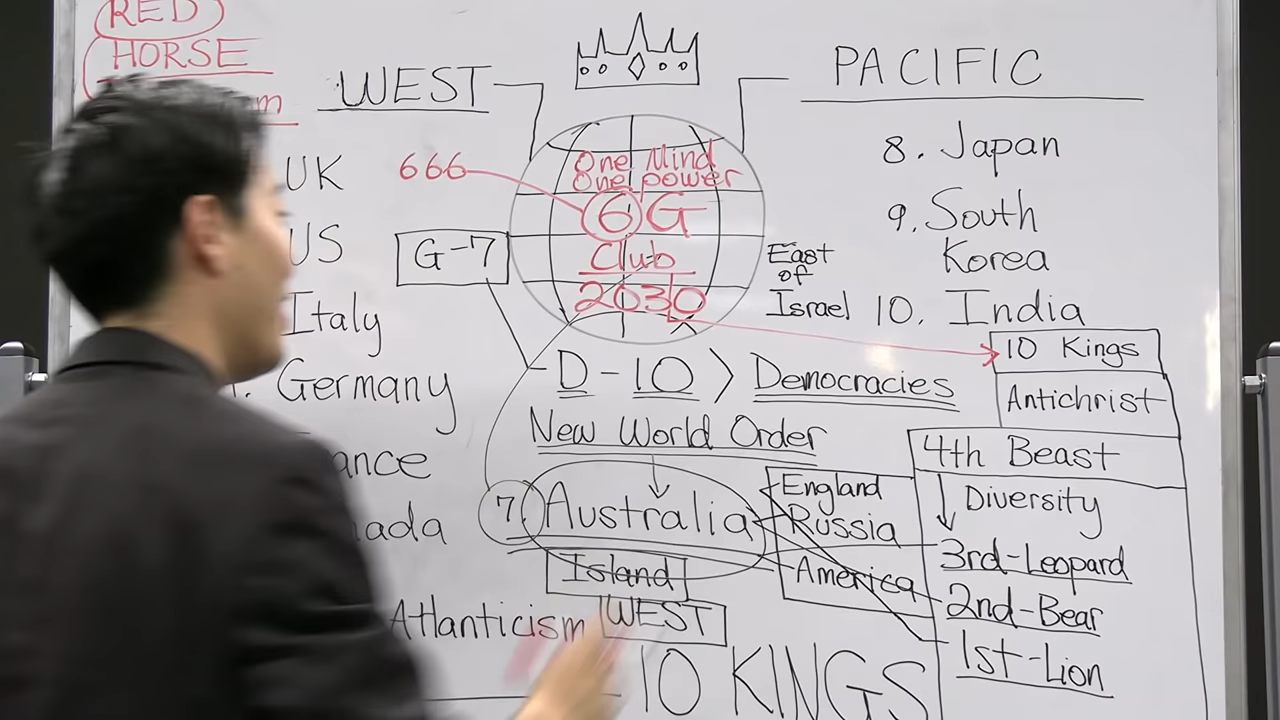 RED
HORSE
WEST
UK
US
Italy
Germany
Atlanticism
666
G-7
One Mind
One power
6G
Club
2030
PACIFIC
8. Japan
9. South
Korea
East
of
Israel
10. India
D-10 > Democracies
New World Order
7. Australia
Island
WEST
England
Russia
America
10 Kings
Antichrist
4th Beast
Diversity
3rd-Leopard
2nd-Bear
1st-Lion
10 KINGS